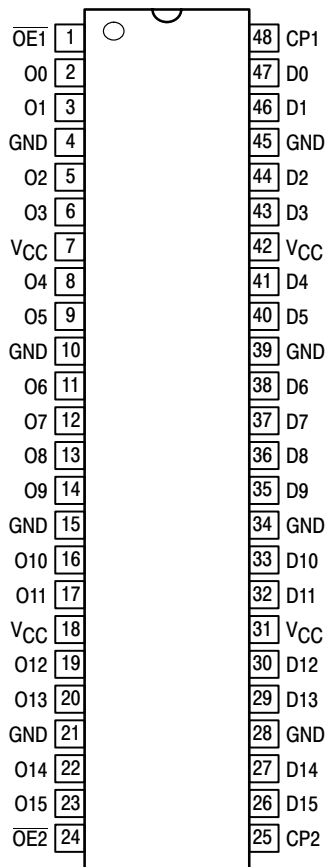 O̅E̅1̅ 1 48 CP1
O0 2 47 D0
O1 3 46 D1
GND 4 45 GND
O2 5 44 D2
O3 6 43 D3
VCC 7 42 VCC
O4 8 41 D4
O5 9 40 D5
GND 10 39 GND
O6 11 38 D6
O7 12 37 D7
O8 13 36 D8
O9 14 35 D9
GND 15 34 GND
O10 16 33 D10
O11 17 32 D11
VCC 18 31 VCC
O12 19 30 D12
O13 20 29 D13
GND 21 28 GND
O14 22 27 D14
O15 23 26 D15
O̅E̅2̅ 24 25 CP2